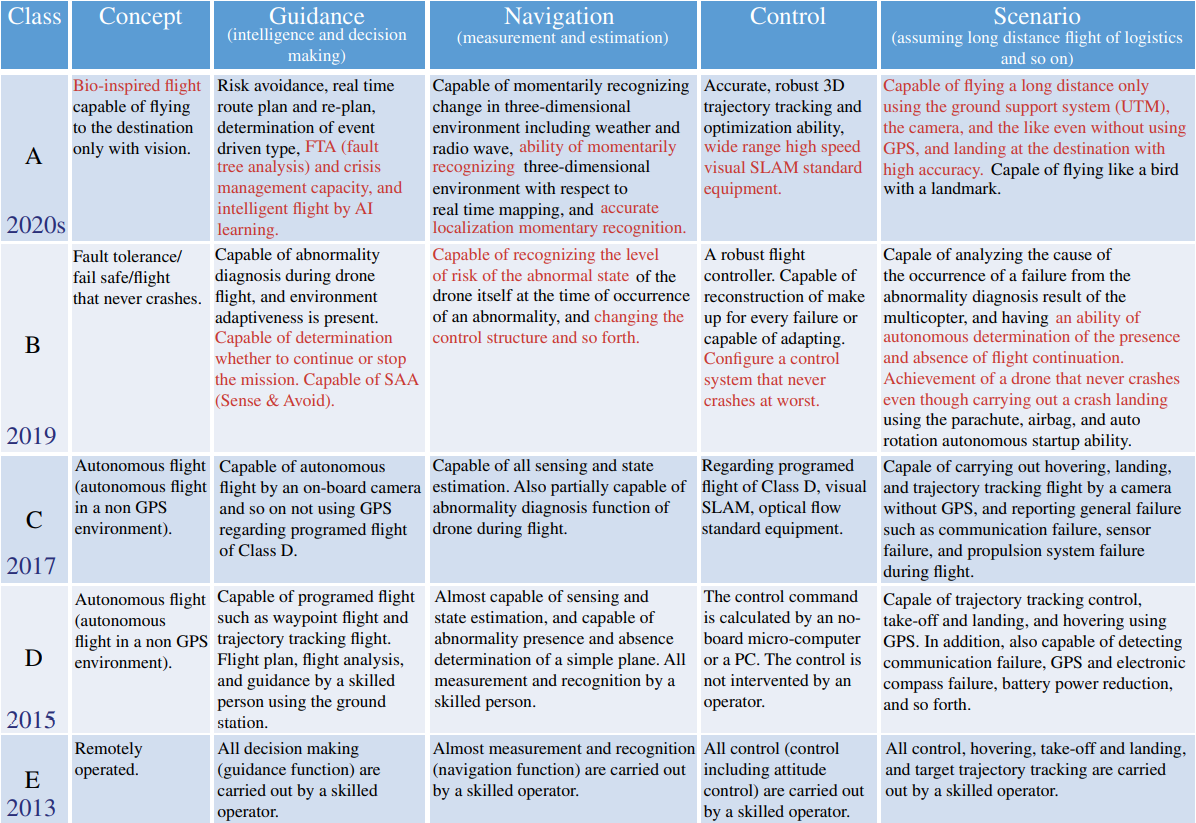 Class
Concept
Guidance
(intelligence and decision
making)
Navigation
(measurement and estimation)
Control
Scenario
(assuming long distance flight of logistics
and so on)
A
2020s
Bio-inspired flight
capable of flying
to the destination
only with vision.
Risk avoidance, real time
route plan and re-plan,
determination of event
driven type, FTA (fault
tree analysis) and crisis
management capacity, and
intelligent flight by AI
learning.
Capable of momentarily recognizing
change in three-dimensional
environment including weather and
radio wave, ability of momentarily
recognizing three-dimensional
environment with respect to
real time mapping, and accurate
localization momentary recognition.
Accurate, robust 3D
trajectory tracking and
optimization ability,
wide range high speed
visual SLAM standard
equipment.
Capable of flying a long distance only
using the ground support system (UTM),
the camera, and the like even without using
GPS, and landing at the destination with
high accuracy. Capale of flying like a bird
with a landmark.
B
2019
Fault tolerance/
fail safe/flight
that never crashes.
Capable of abnormality
diagnosis during drone
flight, and environment
adaptiveness is present.
Capable of determination
whether to continue or stop
the mission. Capable of SAA
(Sense & Avoid).
Capable of recognizing the level
of risk of the abnormal state of the
drone itself at the time of occurrence
of an abnormality, and changing the
control structure and so forth.
A robust flight
controller. Capable of
reconstruction of make
up for every failure or
capable of adapting.
Configure a control
system that never
crashes at worst.
Capale of analyzing the cause of
the occurrence of a failure from the
abnormality diagnosis result of the
multicopter, and having an ability of
autonomous determination of the presence
and absence of flight continuation.
Achievement of a drone that never crashes
even though carrying out a crash landing
using the parachute, airbag, and auto
rotation autonomous startup ability.
C
2017
Autonomous flight
(autonomous flight
in a non GPS
environment).
Capable of autonomous
flight by an on-board camera
and so on not using GPS
regarding programed flight
of Class D.
Capable of all sensing and state
estimation. Also partially capable of
abnormality diagnosis function of
drone during flight.
Regarding programed
flight of Class D, visual
SLAM, optical flow
standard equipment.
Capale of carrying out hovering, landing,
and trajectory tracking flight by a camera
without GPS, and reporting general failure
such as communication failure, sensor
failure, and propulsion system failure
during flight.
D
2015
Autonomous flight
(autonomous
flight in a non GPS
environment).
Capable of programed flight
such as waypoint flight and
trajectory tracking flight.
Flight plan, flight analysis,
and guidance by a skilled
person using the ground
station.
Almost capable of sensing and
state estimation, and capable of
abnormality presence and absence
determination of a simple plane. All
measurement and recognition by a
skilled person.
The control command
is calculated by an no-
board micro-computer
or a PC. The control is
not intervented by an
operator.
Capale of trajectory tracking control,
take-off and landing, and hovering using
GPS. In addition, also capable of detecting
communication failure, GPS and electronic
compass failure, battery power reduction,
and so forth.
E
2013
Remotely
operated.
All decision making
(guidance function) are
carried out by a skilled
operator.
Almost measurement and recognition
(navigation function) are carried out
by a skilled operator.
All control (control
including attitude
control) are carried out
by a skilled operator.
All control, hovering, take-off and landing,
and target trajectory tracking are carried
out by a skilled operator.